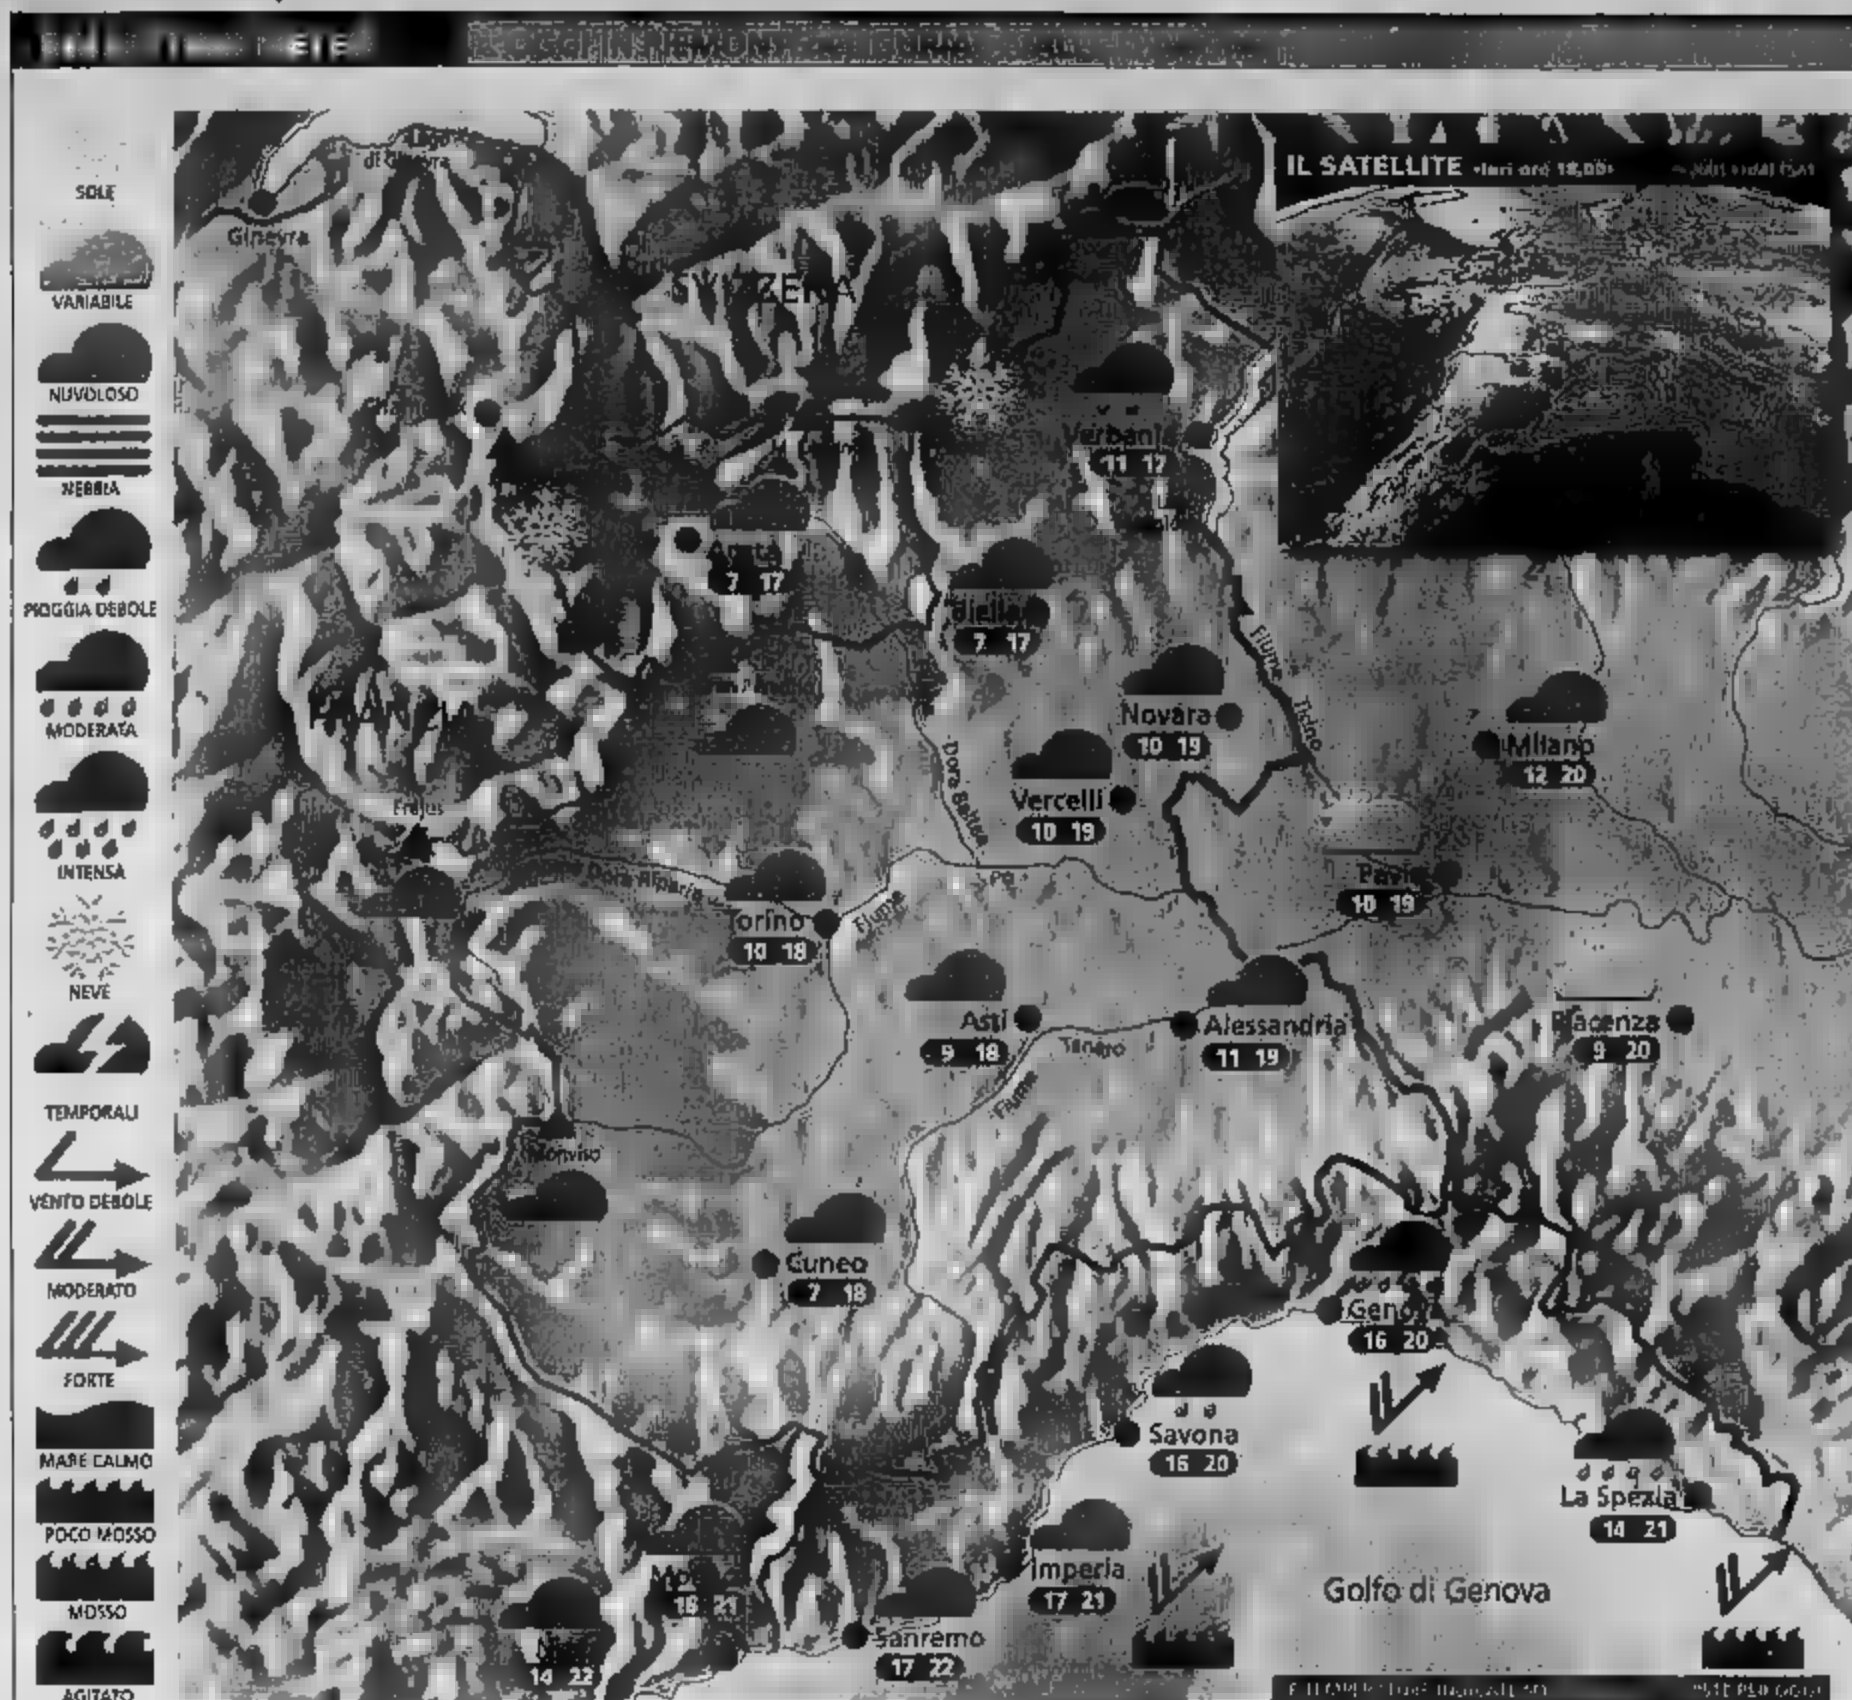 IL SATELLITE
SOLE
VARIABILE
NUVOLOSO
NEBBIA
PIOGGIA DEBOLE
MODERATA
INTENSA
NEVE
TEMPORALI
VENTO DEBOLE
MODERATO
FORTE
MARE CALMO
POCO MOSSO
MOSSO
AGITATO
Ginevra
SVIZZERA
Verbania
11 17
7 17
Biella
7 17
Fiume Ticino
Novara
10 19
Milano
12 20
Dora Baltea
Vercelli
10 19
Frejus
Dora Riparia
Po
Pavia
10 19
Torino
10 18
Fiume
Asti
9 18
Tanaro
Fiume
Alessandria
11 19
Piacenza
9 20
Monviso
Cuneo
7 18
Genova
16 20
Savona
16 20
La Spezia
14 21
Imperia
17 21
Golfo di Genova
18 21
Sanremo
17 22
14 22